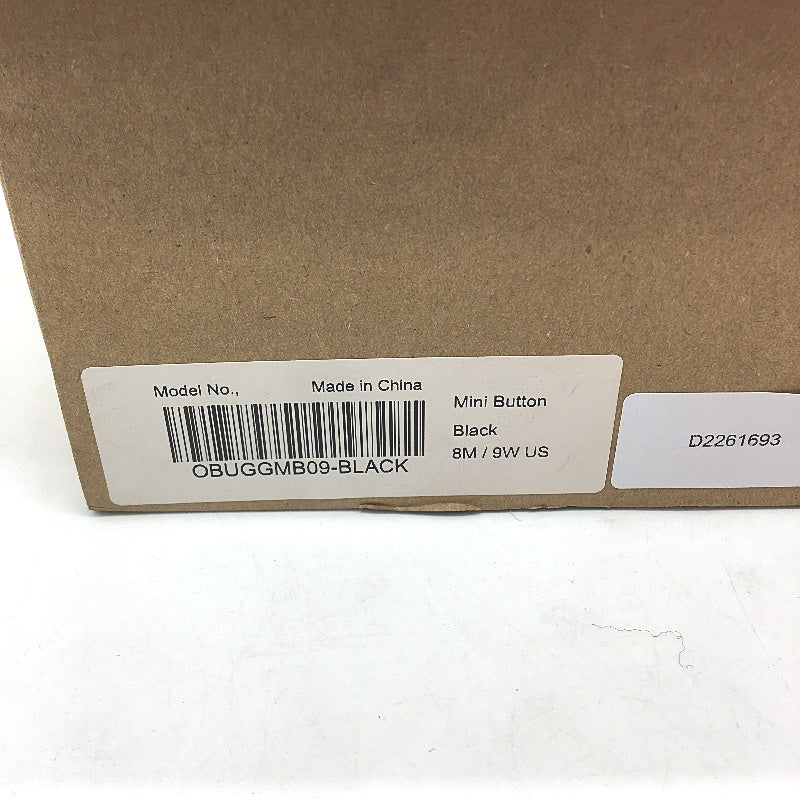 Model No.,
Made in China
OBUGGMB09-BLACK
Mini Button
Black
8M / 9W US
D2261693